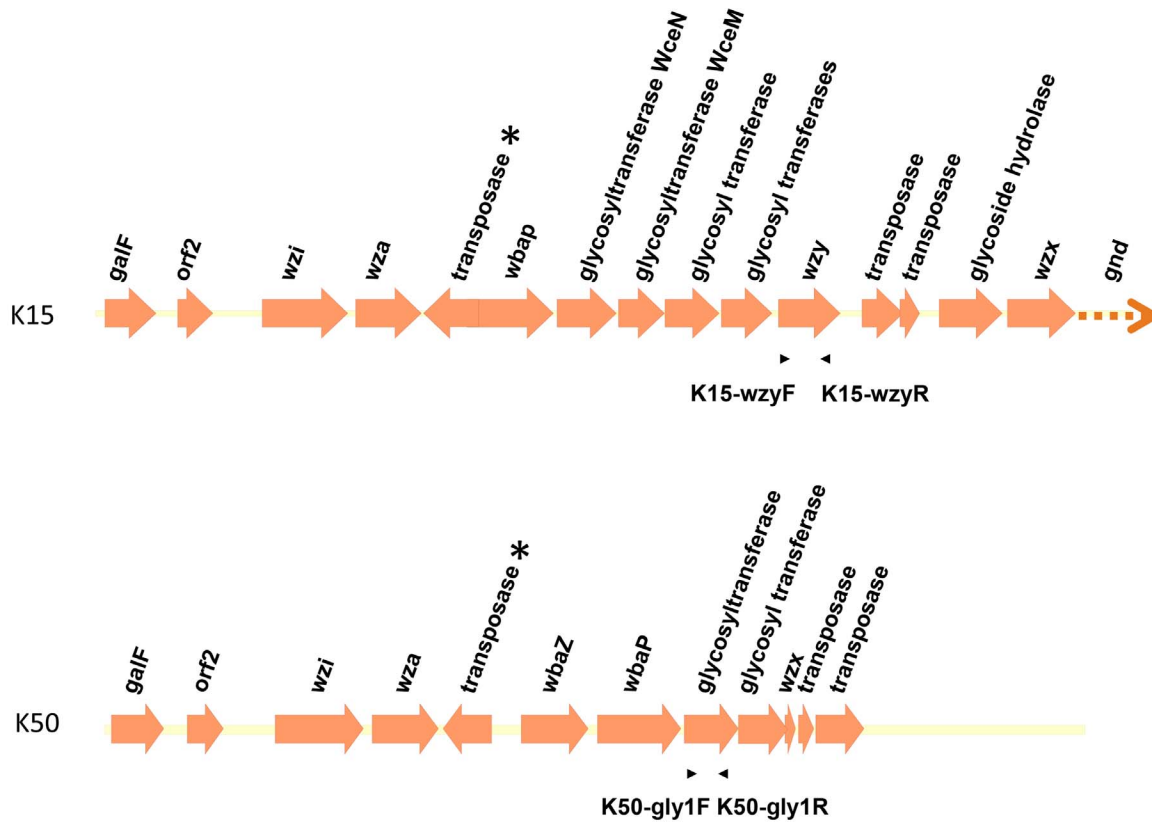 galF
orf2
wzi
wza
transposase *
wbap
glycosyltransferase WceN
glycosyltransferase WceM
glycosyl transferase
glycosyl transferases
wzy
transposase
transposase
glycoside hydrolase
wzx
gnd
K15
K15-wzyF
K15-wzyR
galF
orf2
wzi
wza
transposase *
wbaZ
wbaP
glycosyltransferase
glycosyl transferase
wzx
transposase
transposase
K50
K50-gly1F
K50-gly1R